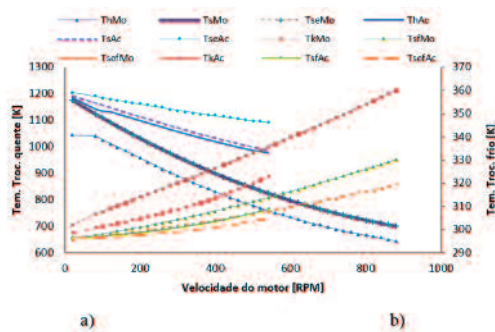 ThMo TsMo TseMo ThAc
TsAc TseAc TkMo TsfMo
TsefMo TkAc TsfAc TsefAc
1300 370
1200 360
1100 350
1000 340
900 330
800 320
700 310
600 300
290
Tem. Troc. quente [K]
Tem. Troc. frio [K]
0 200 400 600 800 1000
Velocidade do motor [RPM]
a) b)